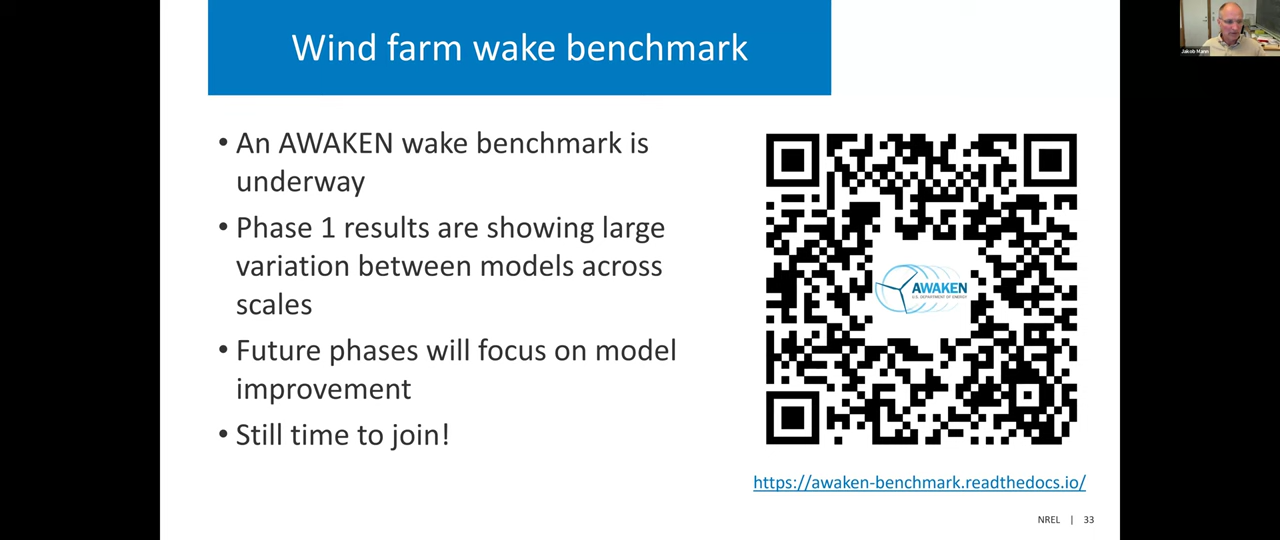 Wind farm wake benchmark
Jakob Mann
• An AWAKEN wake benchmark is
underway
• Phase 1 results are showing large
variation between models across
scales
• Future phases will focus on model
improvement
• Still time to join!
AWAKEN
U.S. DEPARTMENT OF ENERGY
https://awaken-benchmark.readthedocs.io/
NREL | 33